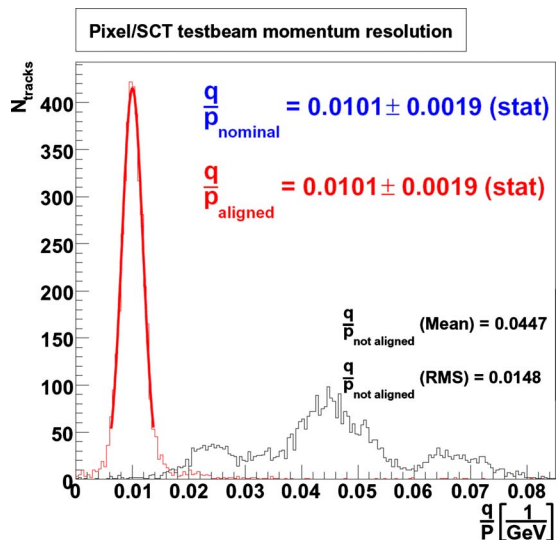 Pixel/SCT testbeam momentum resolution
N_tracks
400
350
300
250
200
150
100
50
0
q/p_nominal = 0.0101 ± 0.0019 (stat)
q/p_aligned = 0.0101 ± 0.0019 (stat)
q/p_not aligned (Mean) = 0.0447
q/p_not aligned (RMS) = 0.0148
0 0.01 0.02 0.03 0.04 0.05 0.06 0.07 0.08
q/P [1/GeV]